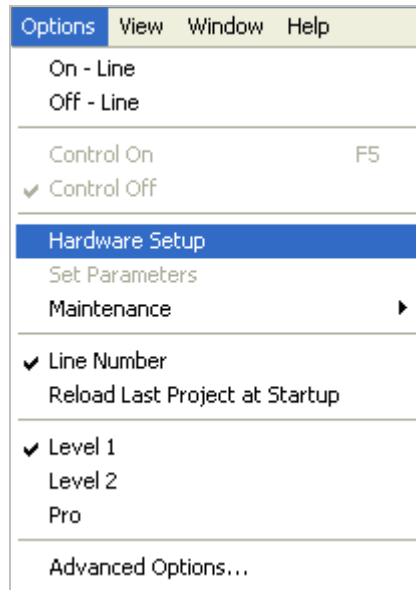 Options View Window Help
On - Line
Off - Line
Control On F5
Control Off
Hardware Setup
Set Parameters
Maintenance
Line Number
Reload Last Project at Startup
Level 1
Level 2
Pro
Advanced Options...